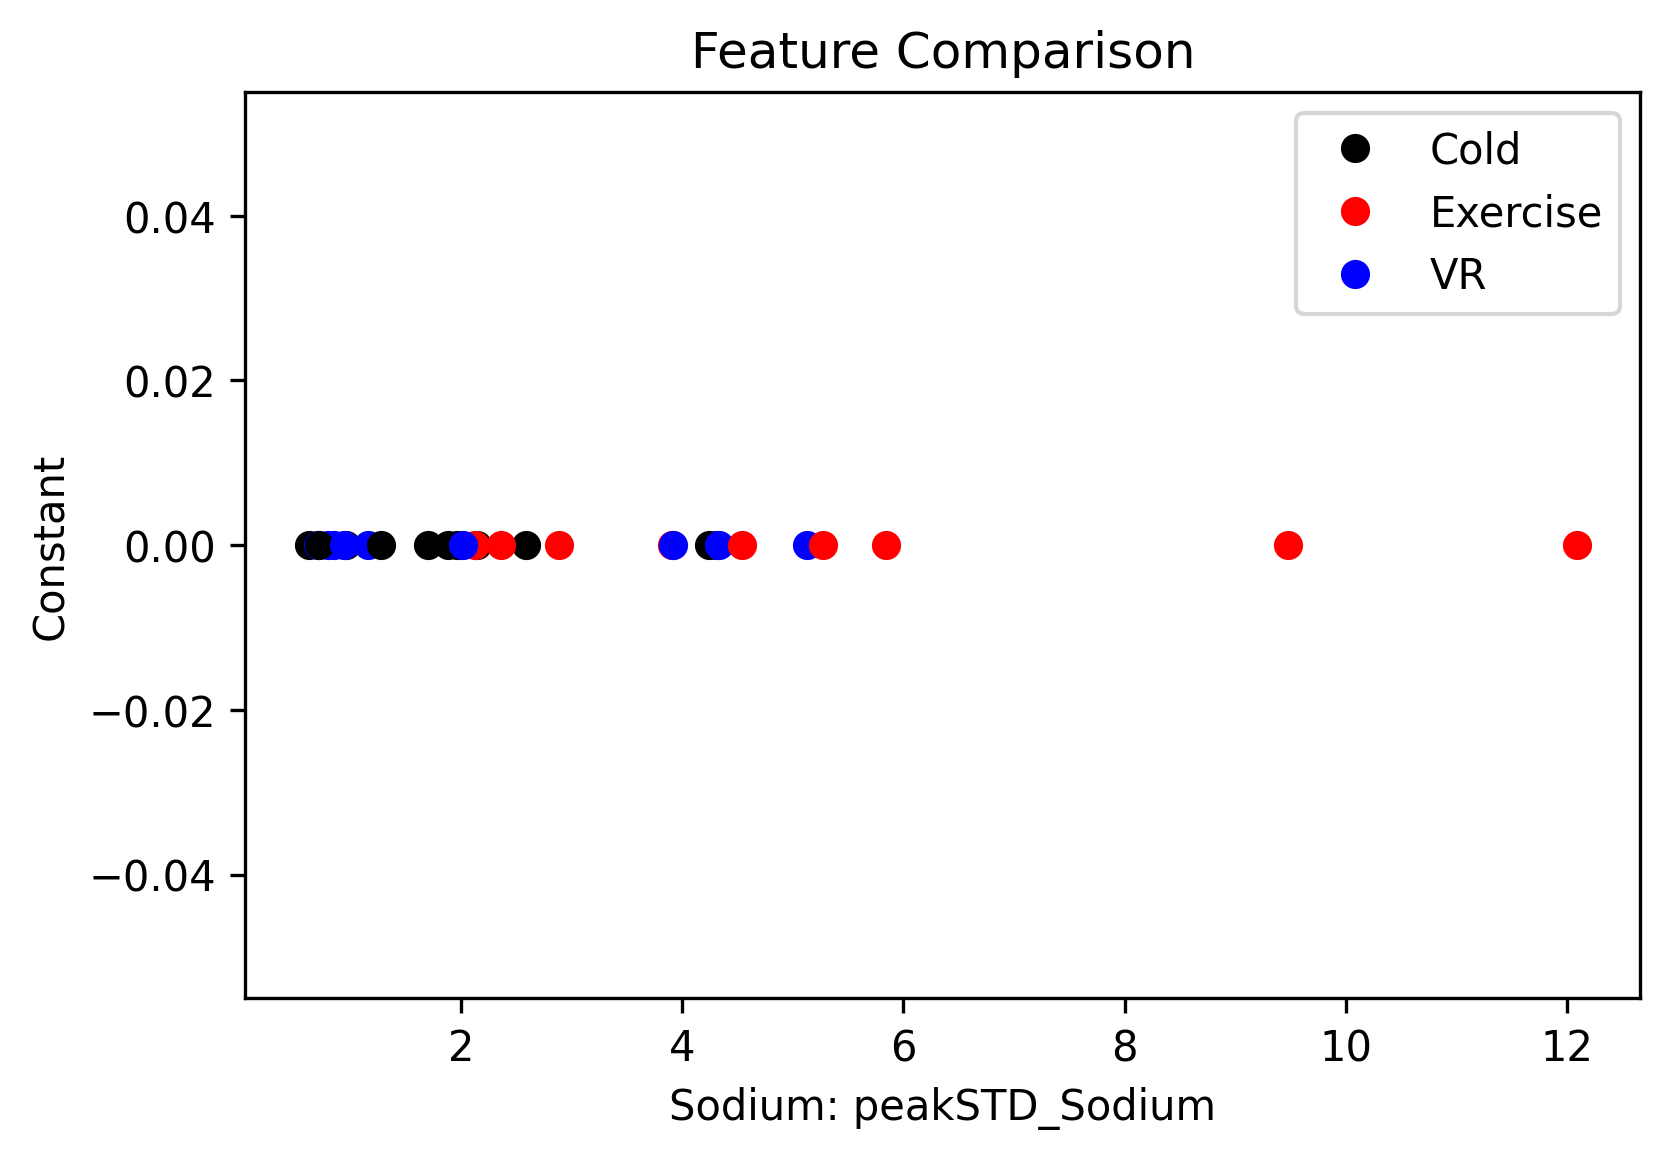 Feature Comparison
Cold
Exercise
VR
0.04
0.02
0.00
−0.02
−0.04
Constant
2 4 6 8 10 12
Sodium: peakSTD_Sodium